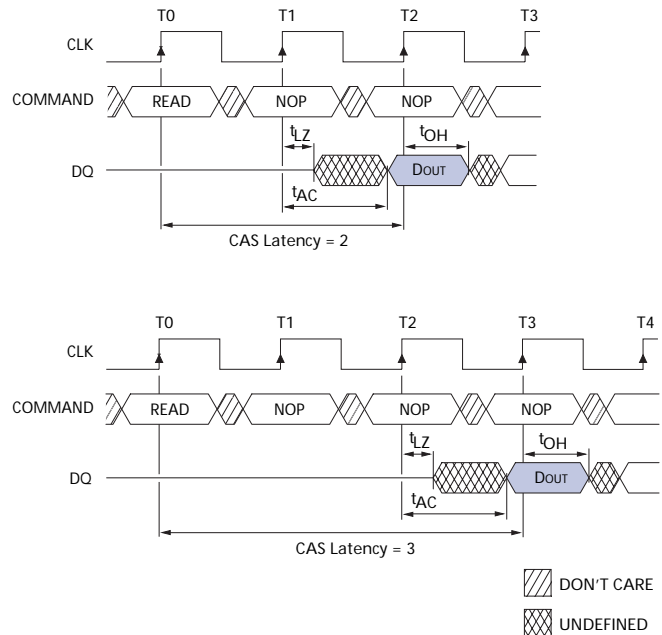 T0 T1 T2 T3
CLK
COMMAND READ NOP NOP
tLZ tOH
DQ DOUT
tAC
CAS Latency = 2
T0 T1 T2 T3 T4
CLK
COMMAND READ NOP NOP NOP
tLZ tOH
DQ DOUT
tAC
CAS Latency = 3
DON'T CARE
UNDEFINED